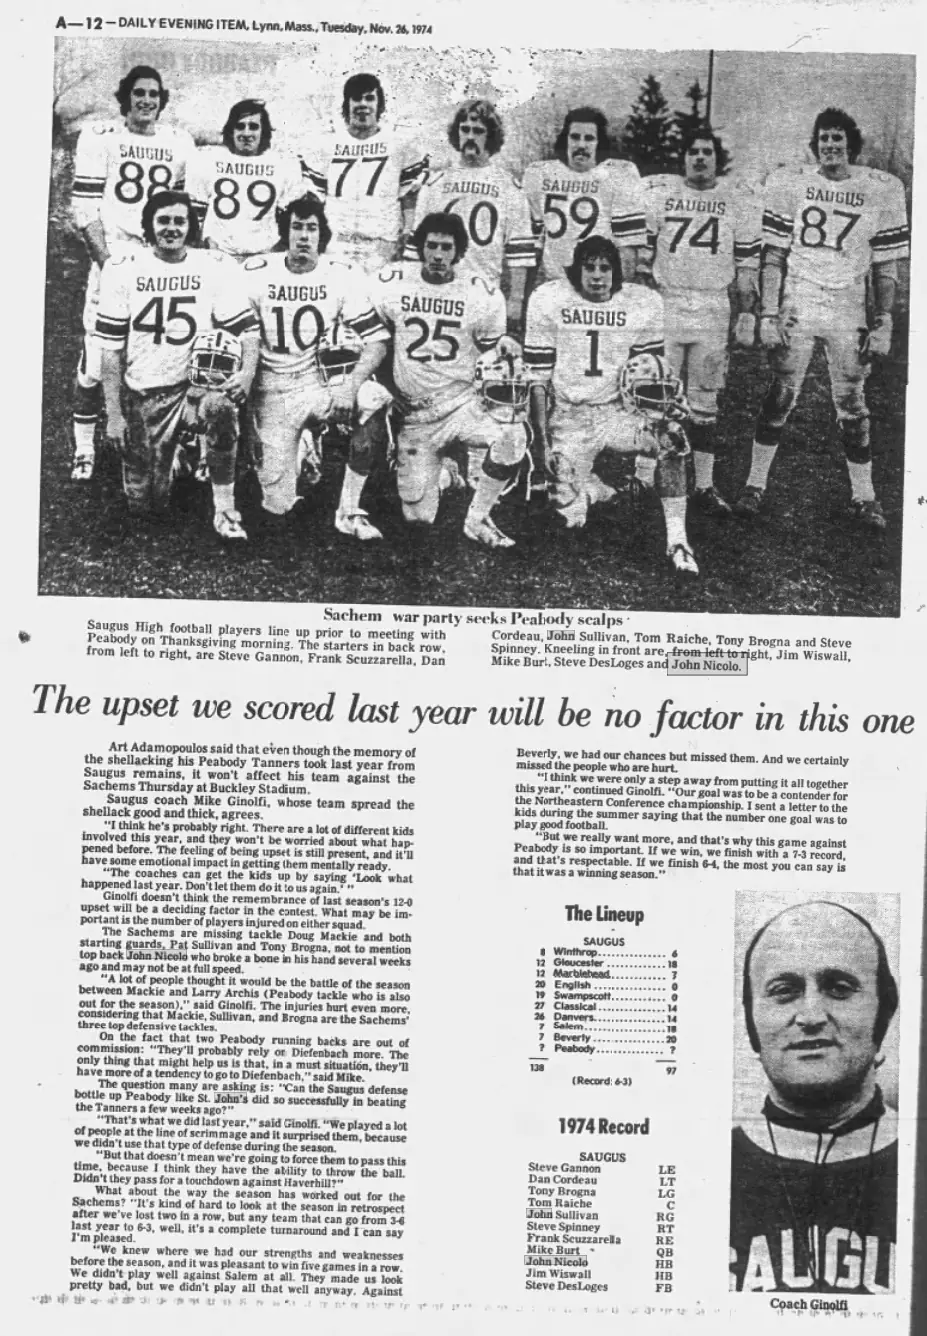 A—12 — DAILY EVENING ITEM, Lynn, Mass., Tuesday, Nov. 26, 1974
SAUGUS
88
SAUGUS
89
SAUGUS
77
SAUGUS
60
SAUGUS
59
SAUGUS
74
SAUGUS
87
SAUGUS
45
SAUGUS
10
SAUGUS
25
SAUGUS
1
Sachem war party seeks Peabody scalps
Saugus High football players line up prior to meeting with
Peabody on Thanksgiving morning. The starters in back row,
from left to right, are Steve Gannon, Frank Scuzzarella, Dan
Cordeau, John Sullivan, Tom Raiche, Tony Brogna and Steve
Spinney. Kneeling in front are, from left to right, Jim Wiswall,
Mike Burt, Steve DesLoges and John Nicolo.
The upset we scored last year will be no factor in this one
Art Adamopoulos said that even though the memory of
the shellacking his Peabody Tanners took last year from
Saugus remains, it won't affect his team against the
Sachems Thursday at Buckley Stadium.
Saugus coach Mike Ginolfi, whose team spread the
shellack good and thick, agrees.
"I think he's probably right. There are a lot of different kids
involved this year, and they won't be worried about what hap-
pened before. The feeling of being upset is still present, and it'll
have some emotional impact in getting them mentally ready.
"The coaches can get the kids up by saying 'Look what
happened last year. Don't let them do it to us again.' "
Ginolfi doesn't think the remembrance of last season's 12-0
upset will be a deciding factor in the contest. What may be im-
portant is the number of players injured on either squad.
The Sachems are missing tackle Doug Mackie and both
starting guards, Pat Sullivan and Tony Brogna, not to mention
top back John Nicolo who broke a bone in his hand several weeks
ago and may not be at full speed.
"A lot of people thought it would be the battle of the season
between Mackie and Larry Archis (Peabody tackle who is also
out for the season)," said Ginolfi. The injuries hurt even more,
considering that Mackie, Sullivan, and Brogna are the Sachems'
three top defensive tackles.
On the fact that two Peabody running backs are out of
commission: "They'll probably rely on Diefenbach more. The
only thing that might help us is that, in a must situation, they'll
have more of a tendency to go to Diefenbach," said Mike.
The question many are asking is: "Can the Saugus defense
bottle up Peabody like St. John's did so successfully in beating
the Tanners a few weeks ago?"
"That's what we did last year," said Ginolfi. "We played a lot
of people at the line of scrimmage and it surprised them, because
we didn't use that type of defense during the season.
"But that doesn't mean we're going to force them to pass this
time, because I think they have the ability to throw the ball.
Didn't they pass for a touchdown against Haverhill?"
What about the way the season has worked out for the
Sachems? "It's kind of hard to look at the season in retrospect
after we've lost two in a row, but any team that can go from 3-6
last year to 6-3, well, it's a complete turnaround and I can say
I'm pleased.
"We knew where we had our strengths and weaknesses
before the season, and it was pleasant to win five games in a row.
We didn't play well against Salem at all. They made us look
pretty bad, but we didn't play all that well anyway. Against
Beverly, we had our chances but missed them. And we certainly
missed the people who are hurt.
"I think we were only a step away from putting it all together
this year," continued Ginolfi. "Our goal was to be a contender for
the Northeastern Conference championship. I sent a letter to the
kids during the summer saying that the number one goal was to
play good football.
"But we really want more, and that's why this game against
Peabody is so important. If we win, we finish with a 7-3 record,
and that's respectable. If we finish 6-4, the most you can say is
that it was a winning season."
The Lineup
SAUGUS
8 Winthrop............... 6
12 Gloucester ............ 18
12 Marblehead............ 7
20 English ................ 0
19 Swampscott............ 0
27 Classical ............... 14
26 Danvers................ 14
7 Salem................... 18
7 Beverly ................. 20
? Peabody................ ?
138 97
(Record: 6-3)
1974 Record
SAUGUS
Steve Gannon LE
Dan Cordeau LT
Tony Brogna LG
Tom Raiche C
John Sullivan RG
Steve Spinney RT
Frank Scuzzarella RE
Mike Burt QB
John Nicolo HB
Jim Wiswall HB
Steve DesLoges FB
SAUGU
Coach Ginolfi